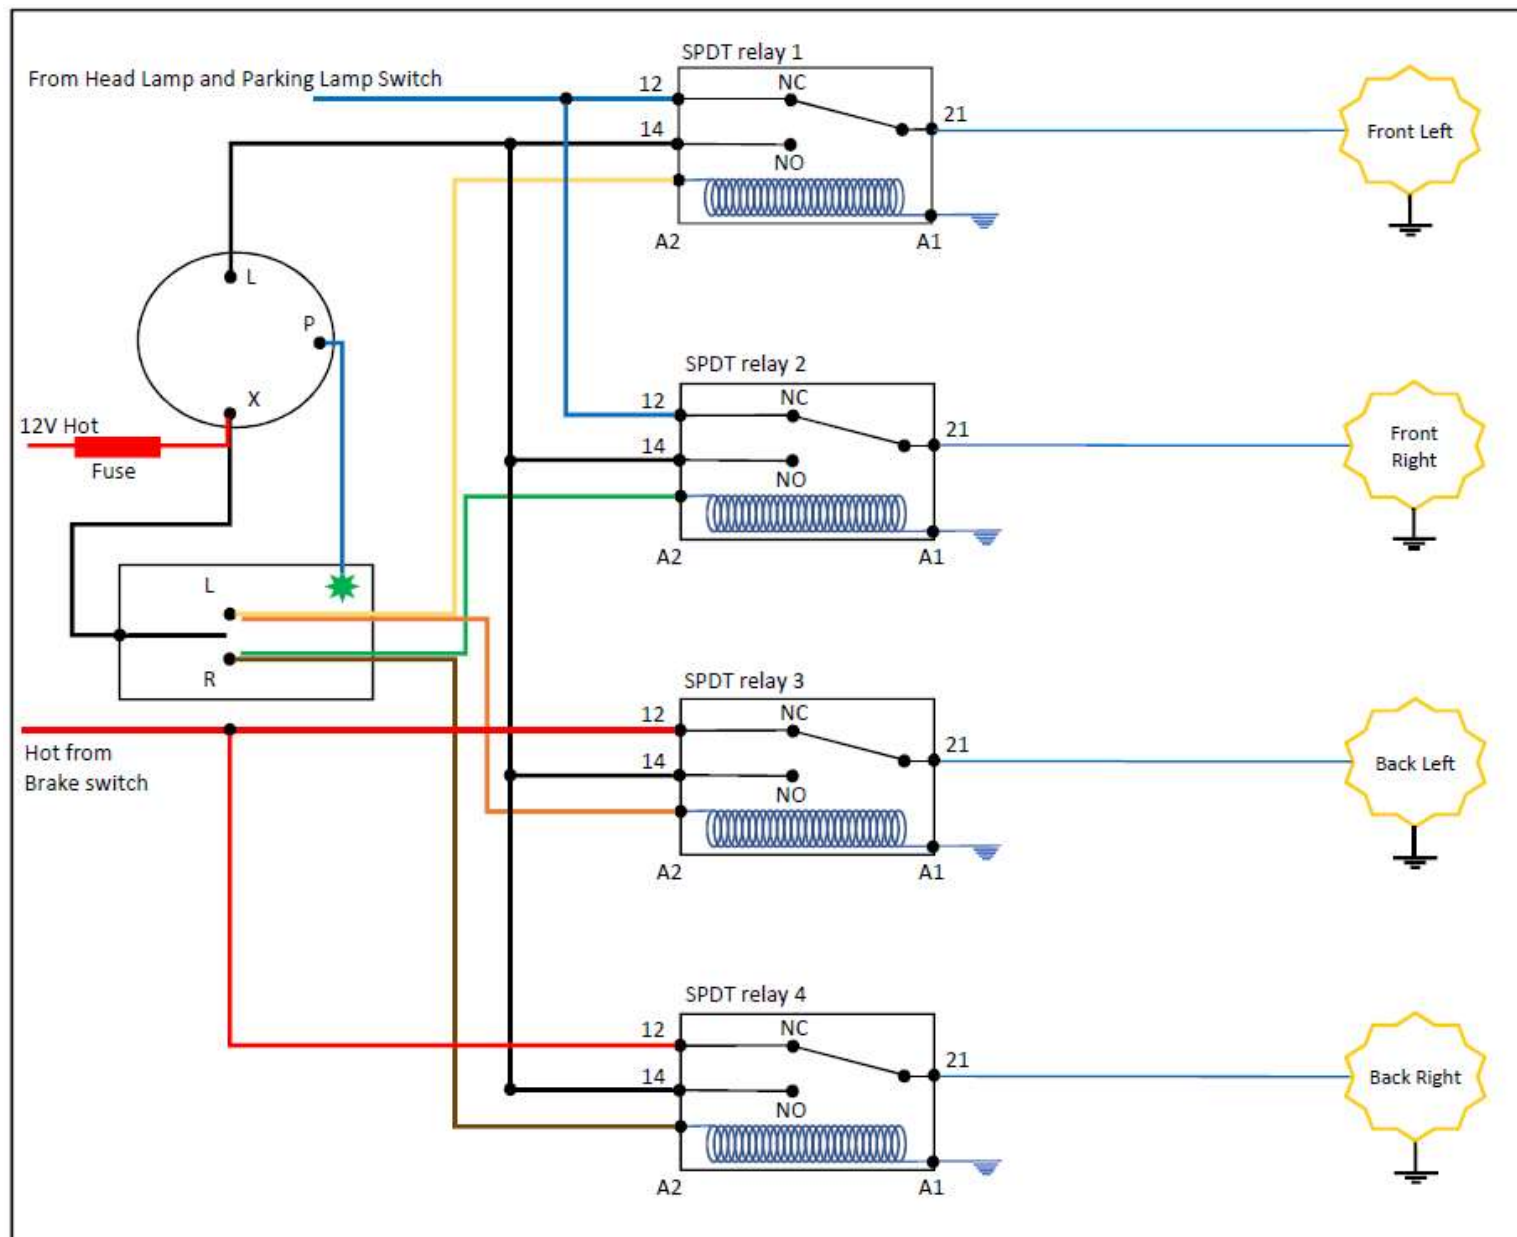 SPDT relay 1
From Head Lamp and Parking Lamp Switch
12
NC
14
21
NO
Front Left
A2
A1
L
P
X
12V Hot
Fuse
SPDT relay 2
12
NC
14
21
NO
Front
Right
A2
A1
L
R
SPDT relay 3
12
NC
14
21
NO
Back Left
Hot from
Brake switch
A2
A1
SPDT relay 4
12
NC
14
21
NO
Back Right
A2
A1